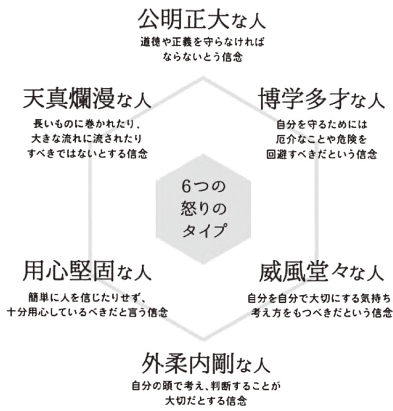 公明正大な人
道徳や正義を守らなければ
ならないとう信念
天真爛漫な人
長いものに巻かれたり、
大きな流れに流されたり
すべきではないとする信念
博学多才な人
自分を守るためには
厄介なことや危険を
回避すべきだという信念
6つの
怒りの
タイプ
用心堅固な人
簡単に人を信じたりせず、
十分用心しているべきだと言う信念
威風堂々な人
自分を自分で大切にする気持ち
考え方をもつべきだという信念
外柔内剛な人
自分の頭で考え、判断することが
大切だとする信念